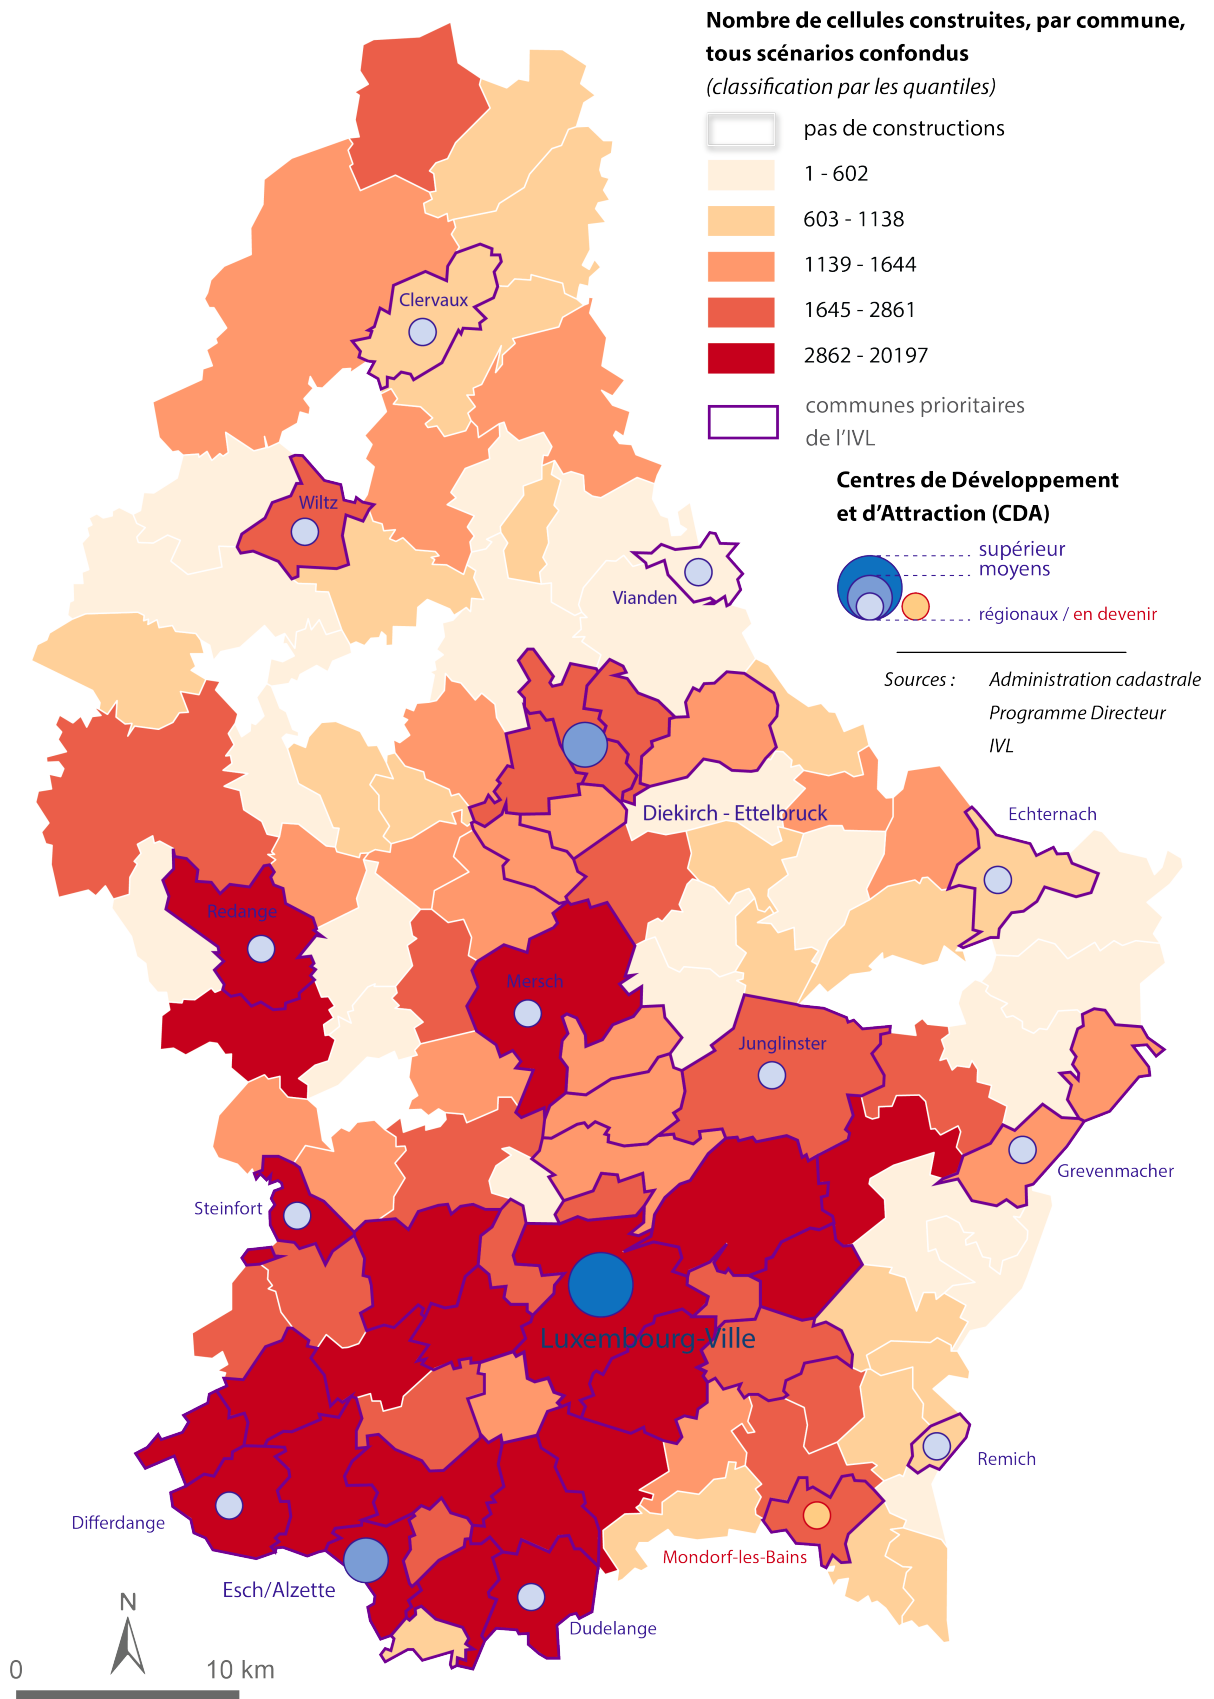 Nombre de cellules construites, par commune,
tous scénarios confondus
(classification par les quantiles)
pas de constructions
1 - 602
603 - 1138
1139 - 1644
1645 - 2861
2862 - 20197
communes prioritaires
de l'IVL
Centres de Développement
et d'Attraction (CDA)
supérieur
moyens
régionaux / en devenir
Sources :
Administration cadastrale
Programme Directeur
IVL
Clervaux
Wiltz
Vianden
Diekirch - Ettelbruck
Echternach
Redange
Mersch
Junglinster
Grevenmacher
Steinfort
Luxembourg-Ville
Remich
Differdange
Mondorf-les-Bains
Esch/Alzette
Dudelange
N
0
10 km